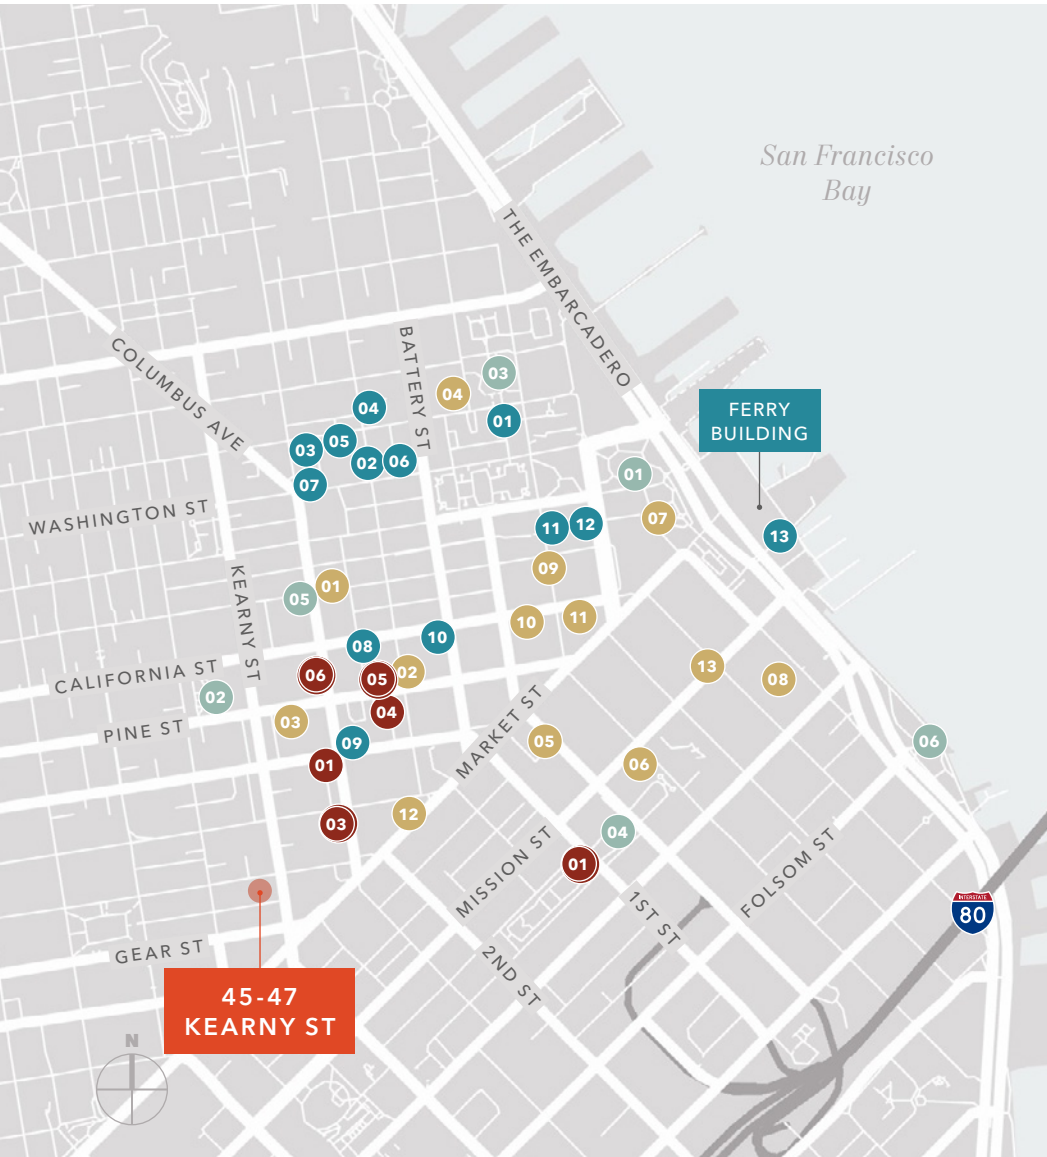 San Francisco
Bay
THE EMBARCADERO
BATTERY ST
COLUMBUS AVE
03
04
04
01
FERRY
BUILDING
05
03
02
06
07
01
WASHINGTON ST
07
11
12
13
09
KEARNY ST
01
05
10
11
08
10
CALIFORNIA ST
13
06
05
02
08
02
04
03
PINE ST
09
MARKET ST
05
06
01
06
12
03
04
MISSION ST
01
FOLSOM ST
1ST ST
INTERSTATE
80
GEAR ST
2ND ST
45-47
KEARNY ST
N